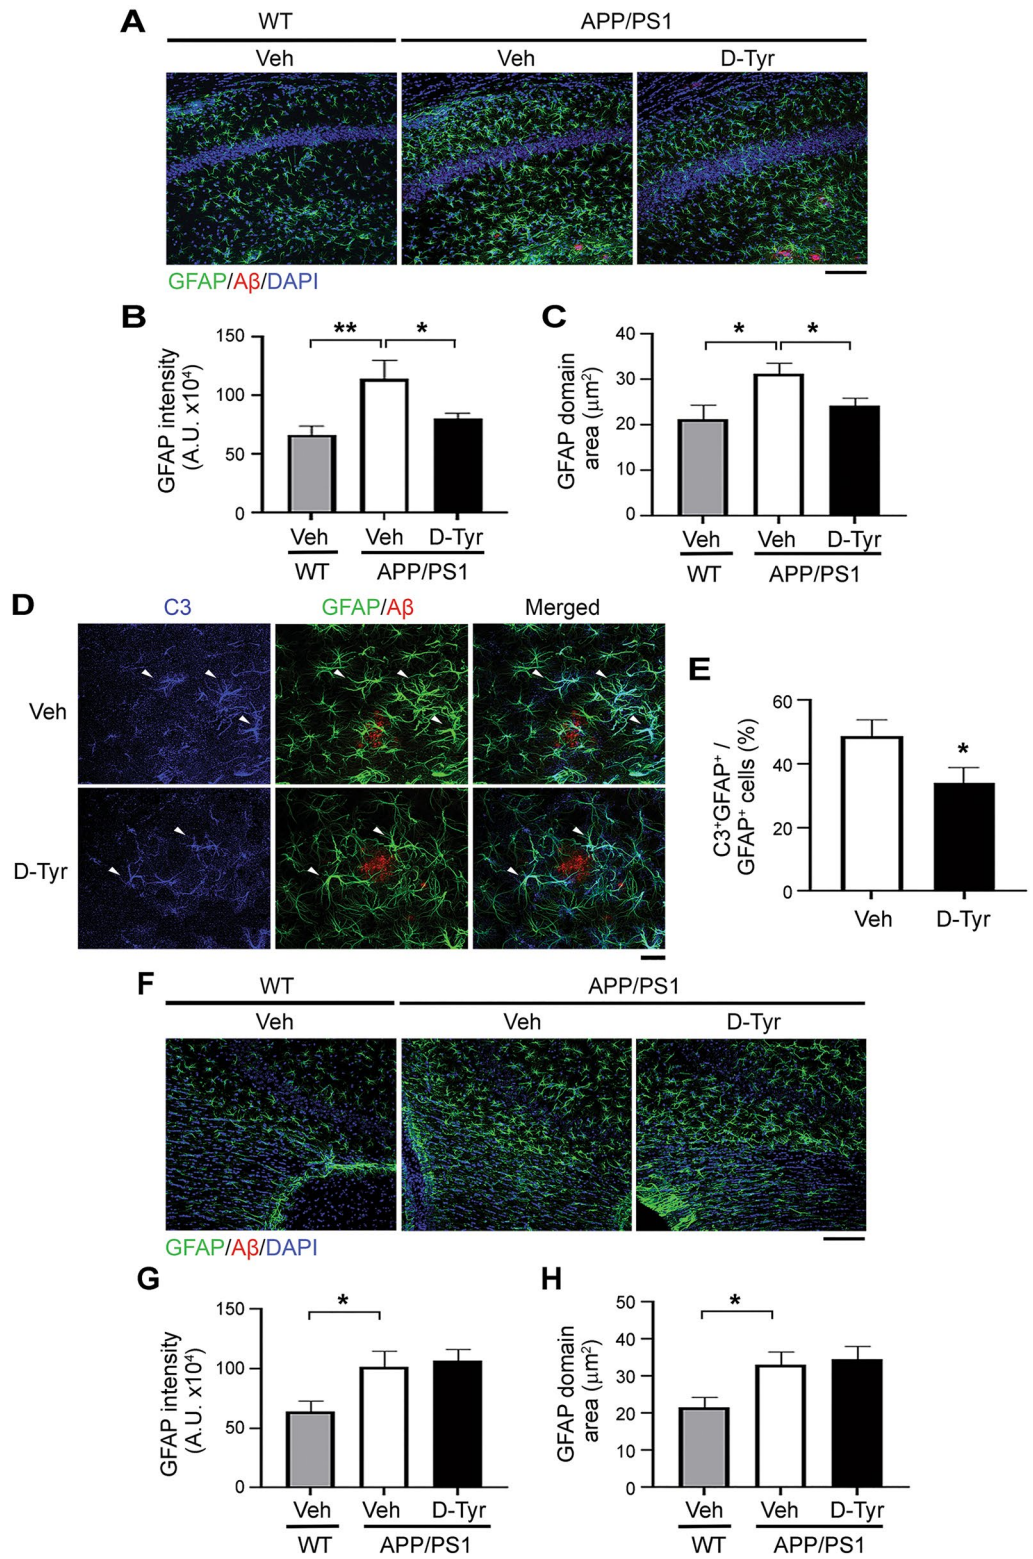 A
WT
APP/PS1
Veh
Veh
D-Tyr
GFAP/Aβ/DAPI
B
GFAP intensity
(A.U. x10⁴)
150
100
50
0
**
*
Veh
Veh
D-Tyr
WT
APP/PS1
C
GFAP domain
area (μm²)
40
30
20
10
0
*
*
Veh
Veh
D-Tyr
WT
APP/PS1
D
C3
GFAP/Aβ
Merged
Veh
D-Tyr
E
C3⁺GFAP⁺ /
GFAP⁺ cells (%)
60
40
20
0
*
Veh
D-Tyr
F
WT
APP/PS1
Veh
Veh
D-Tyr
GFAP/Aβ/DAPI
G
GFAP intensity
(A.U. x10⁴)
150
100
50
0
*
Veh
Veh
D-Tyr
WT
APP/PS1
H
GFAP domain
area (μm²)
50
40
30
20
10
0
*
Veh
Veh
D-Tyr
WT
APP/PS1